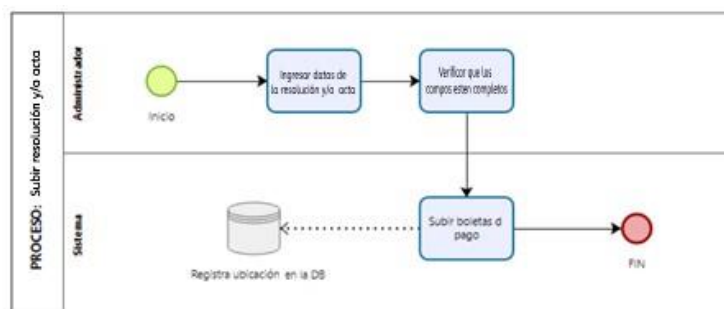 PROCESO: Subir resolución y/o acta
Administrador
Inicio
Ingresar datos de
la resolución y/o acta
Verificar que los
campos esten completos
Sistema
Registra ubicación en la DB
Subir boletas d
pago
FIN